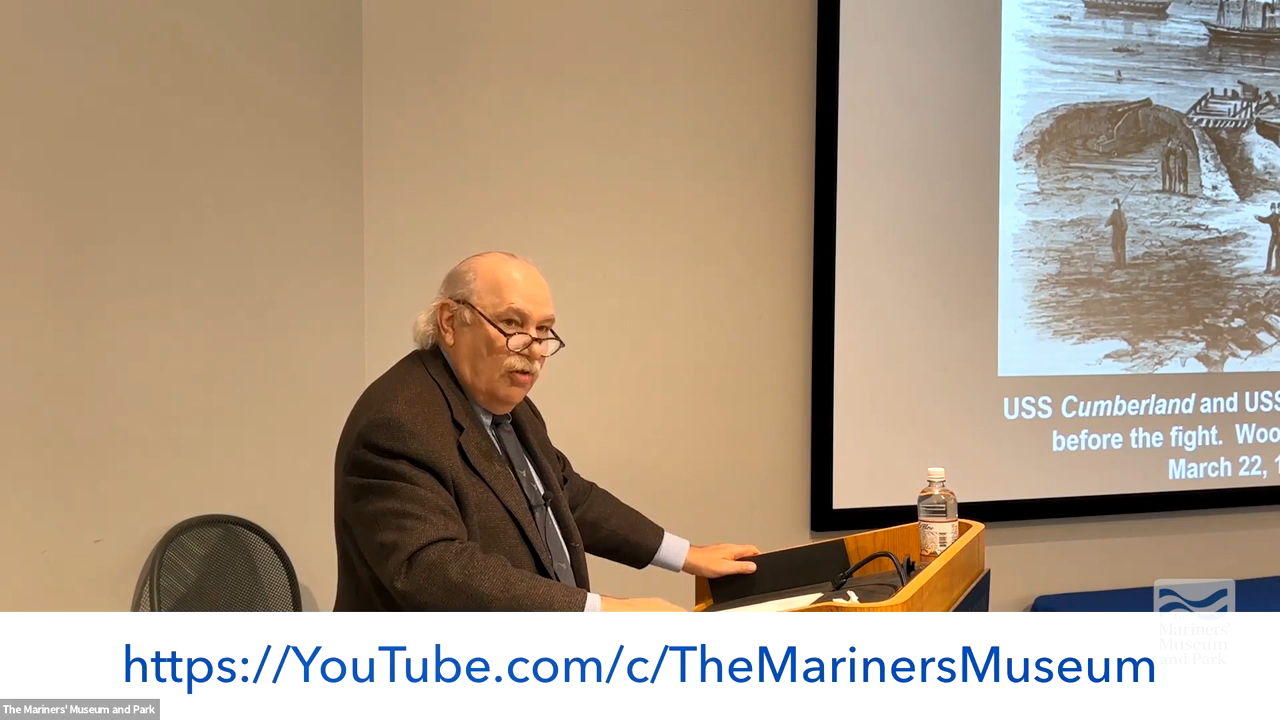 USS Cumberland and USS
before the fight. Woo
March 22, 1
Mariners'
Museum
and Park
https://YouTube.com/c/TheMarinersMuseum
The Mariners' Museum and Park